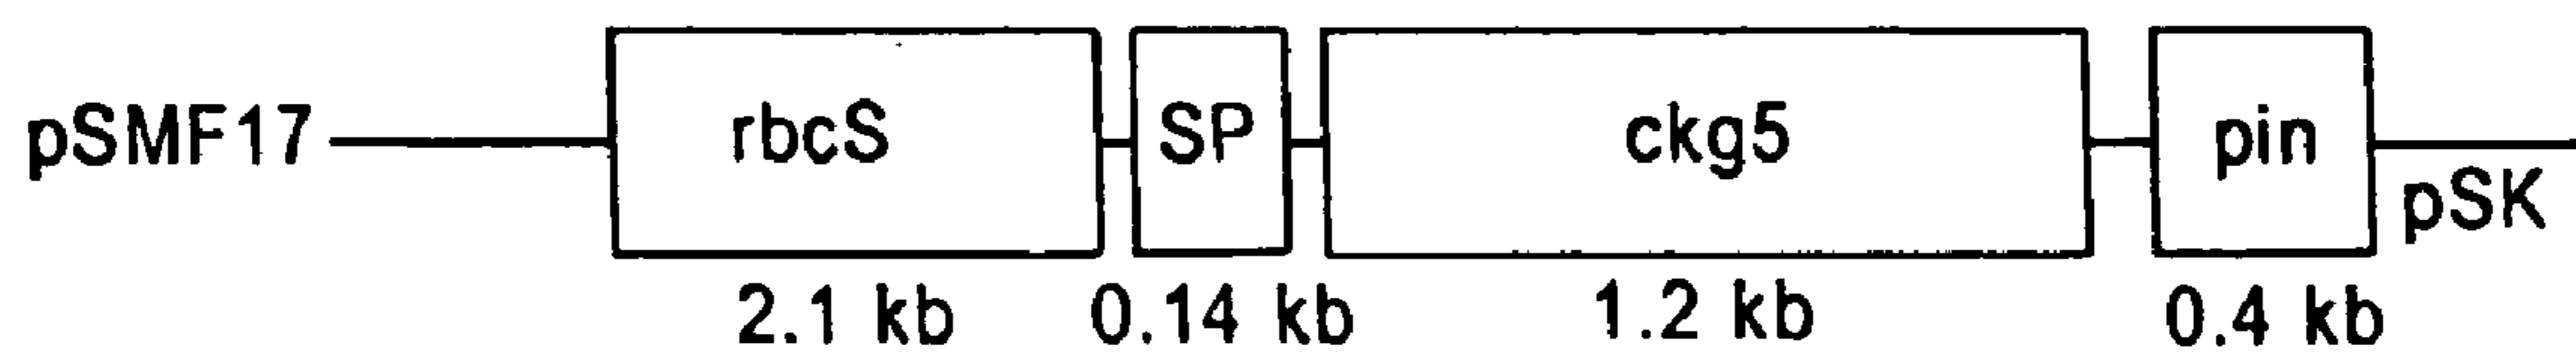 pSMF17 rbcS SP ckg5 pin
pSK
2.1 kb 0.14 kb 1.2 kb 0.4 kb